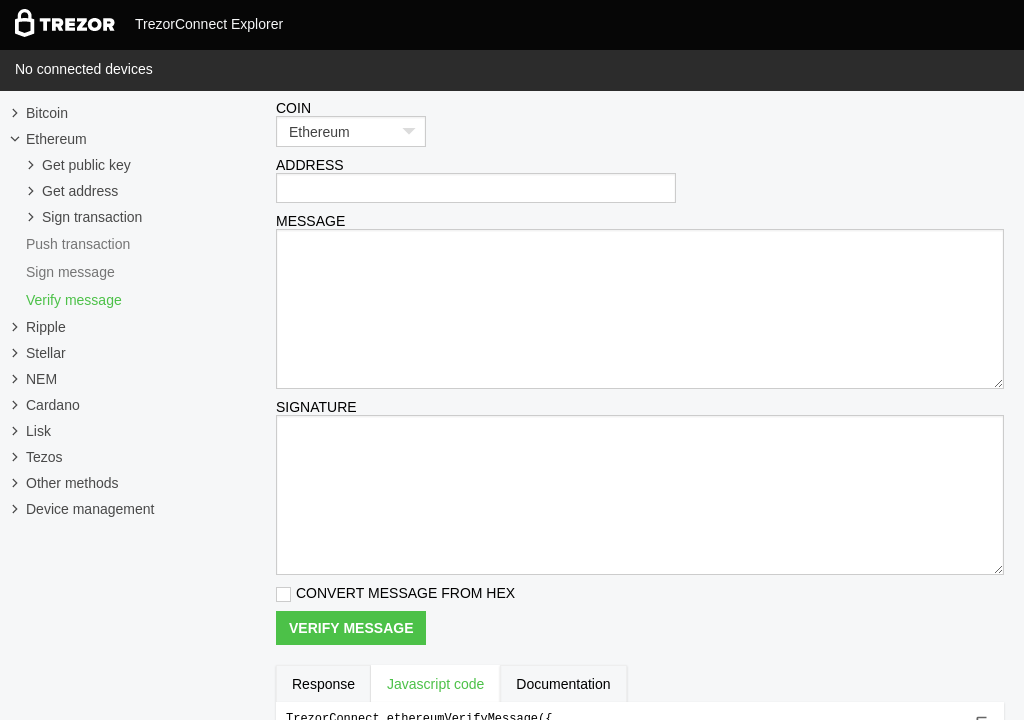 TREZOR TrezorConnect Explorer
No connected devices
Bitcoin
Ethereum
Get public key
Get address
Sign transaction
Push transaction
Sign message
Verify message
Ripple
Stellar
NEM
Cardano
Lisk
Tezos
Other methods
Device management
COIN
Ethereum
ADDRESS
MESSAGE
SIGNATURE
CONVERT MESSAGE FROM HEX
VERIFY MESSAGE
Response Javascript code Documentation
TrezorConnect.ethereumVerifyMessage({